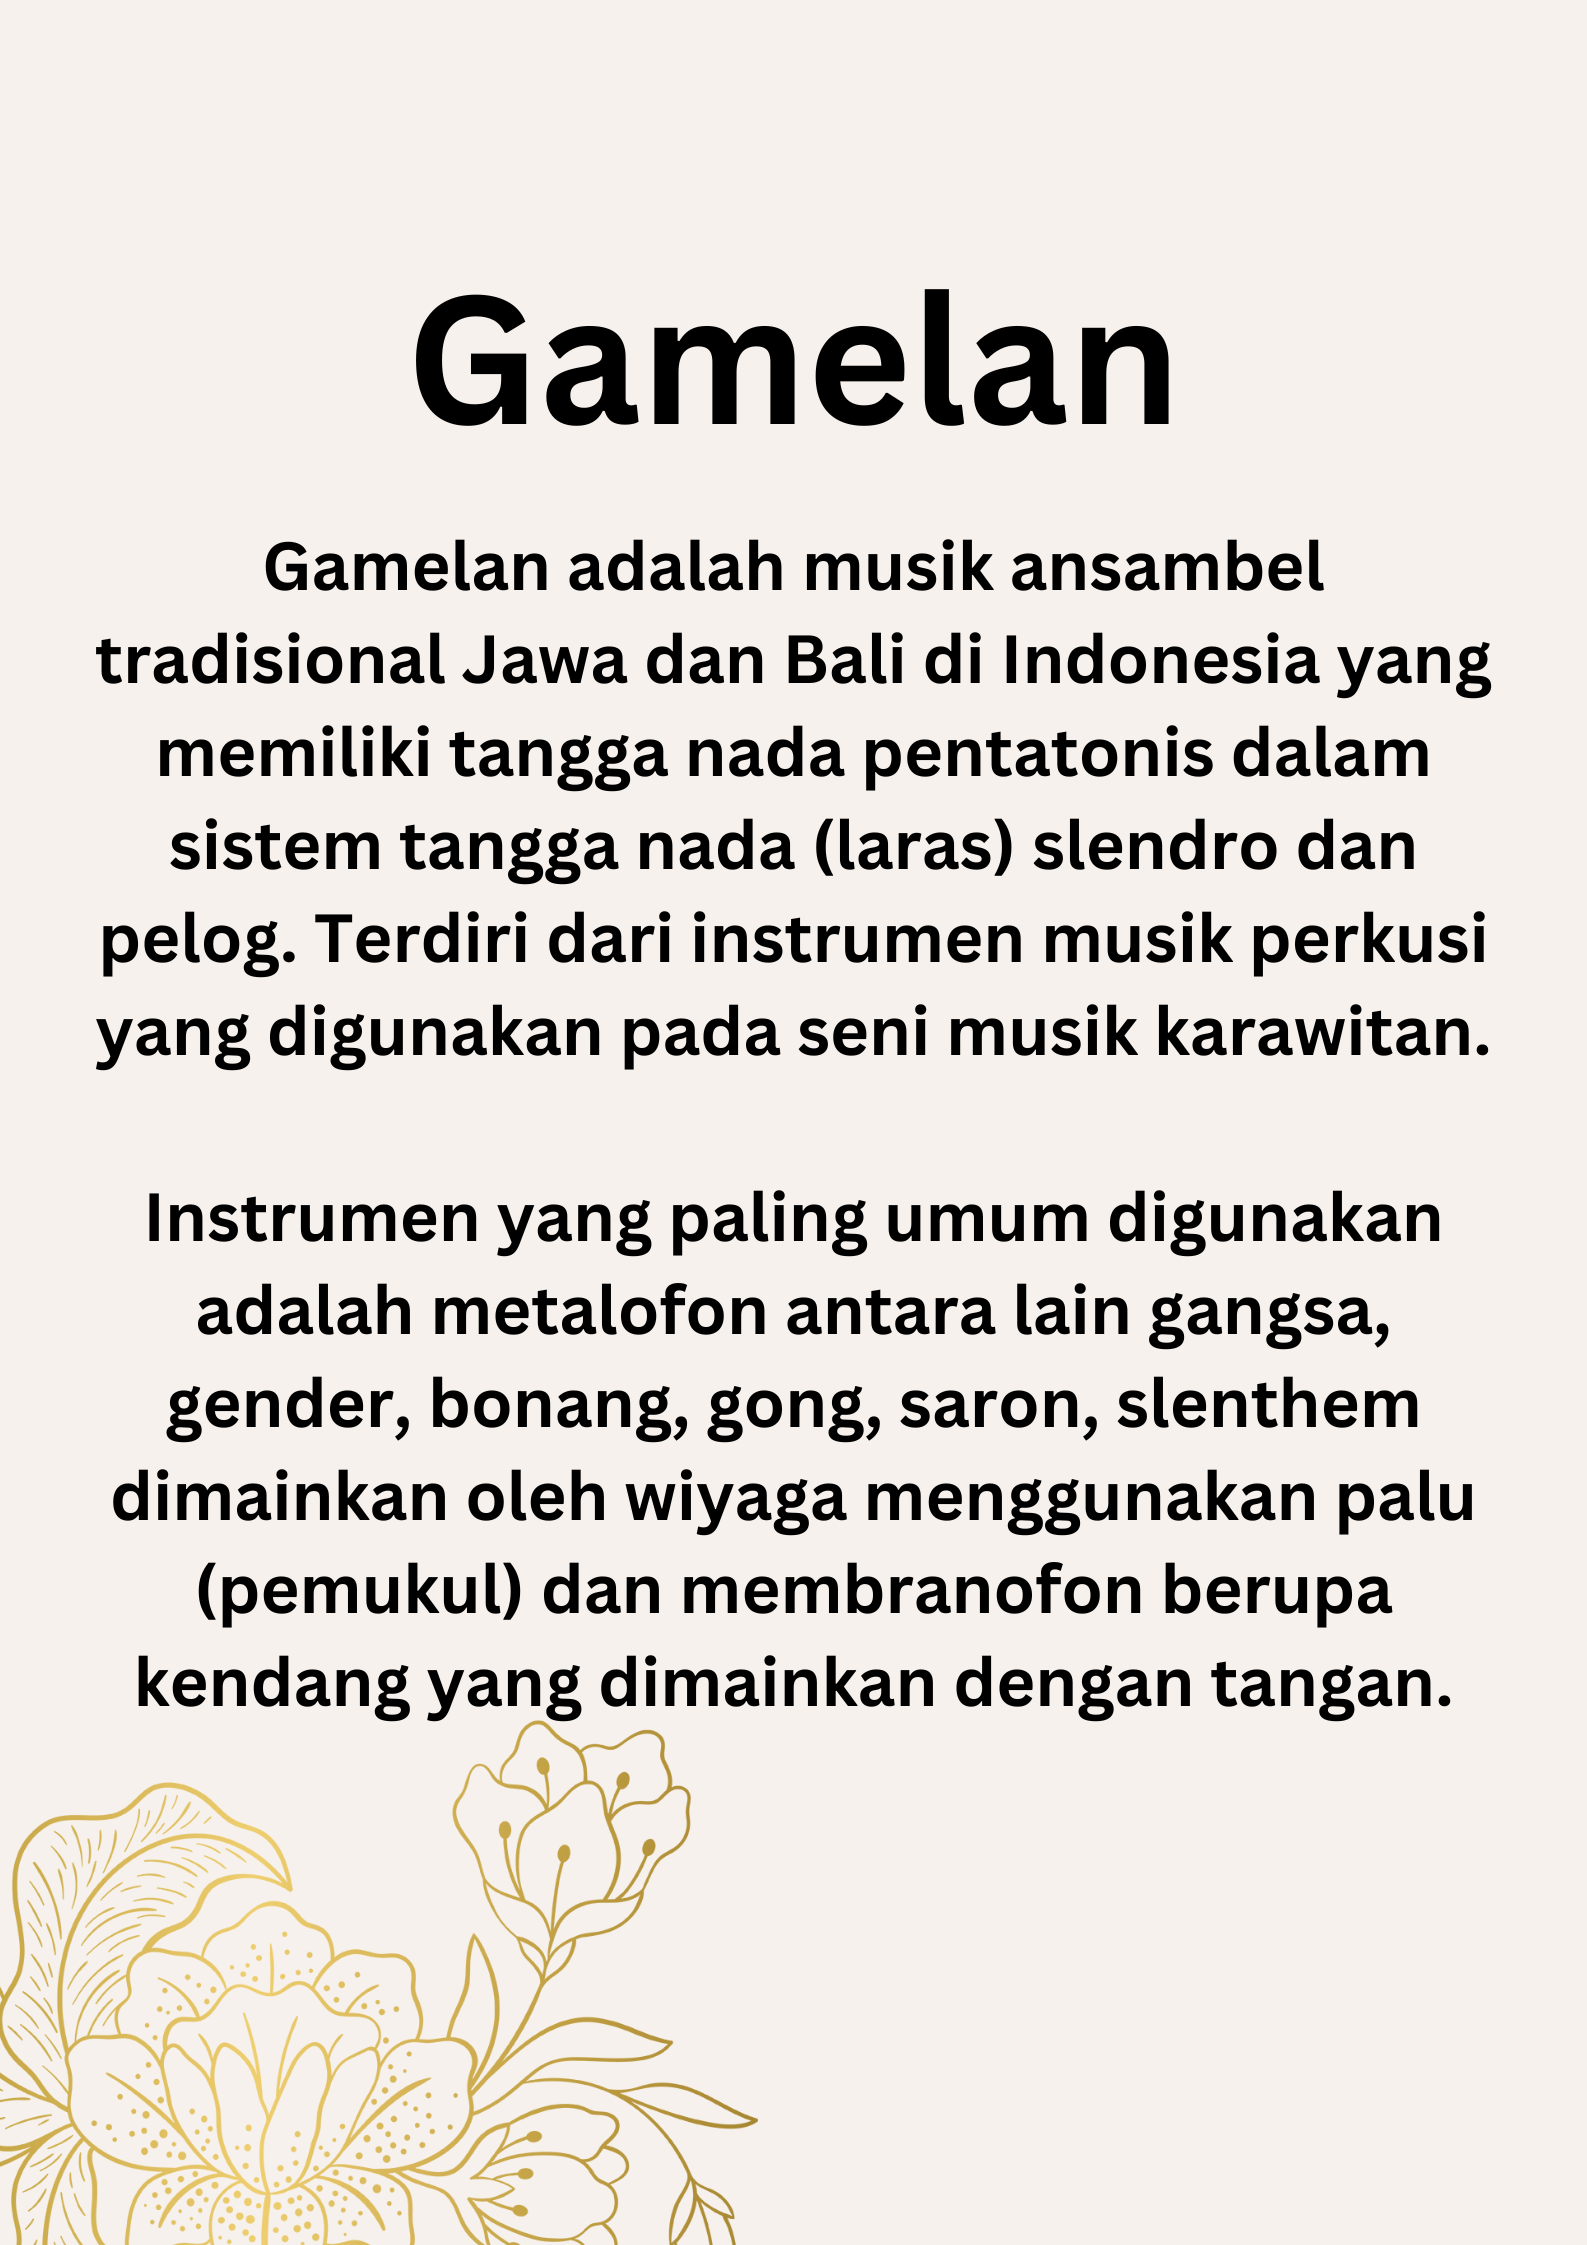 Gamelan
Gamelan adalah musik ansambel
tradisional Jawa dan Bali di Indonesia yang
memiliki tangga nada pentatonis dalam
sistem tangga nada (laras) slendro dan
pelog. Terdiri dari instrumen musik perkusi
yang digunakan pada seni musik karawitan.
Instrumen yang paling umum digunakan
adalah metalofon antara lain gangsa,
gender, bonang, gong, saron, slenthem
dimainkan oleh wiyaga menggunakan palu
(pemukul) dan membranofon berupa
kendang yang dimainkan dengan tangan.